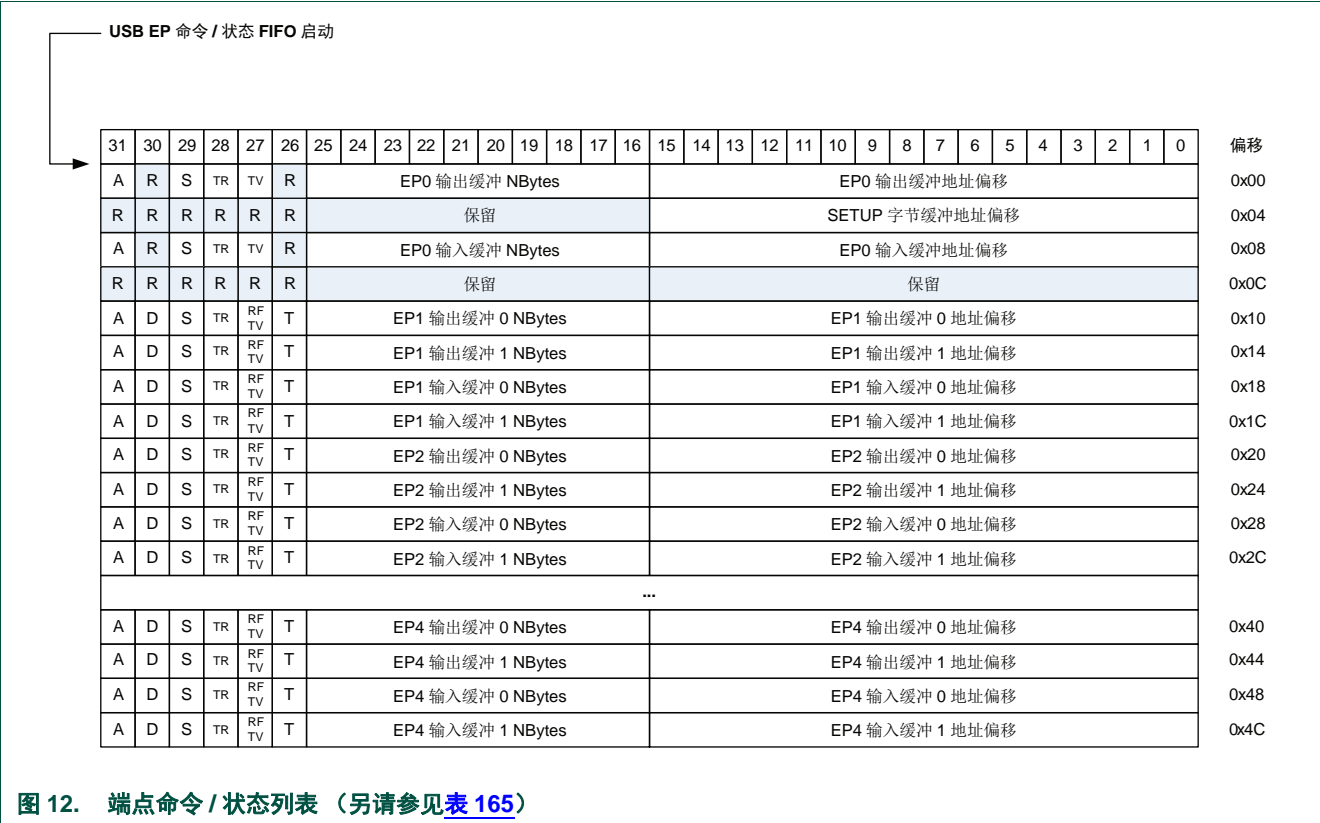 USB EP 命令 / 状态 FIFO 启动
31 30 29 28 27 26 25 24 23 22 21 20 19 18 17 16 15 14 13 12 11 10 9 8 7 6 5 4 3 2 1 0 偏移
A R S TR TV R EP0 输出缓冲 NBytes EP0 输出缓冲地址偏移 0x00
R R R R R R 保留 SETUP 字节缓冲地址偏移 0x04
A R S TR TV R EP0 输入缓冲 NBytes EP0 输入缓冲地址偏移 0x08
R R R R R R 保留 保留 0x0C
A D S TR RF TV T EP1 输出缓冲 0 NBytes EP1 输出缓冲 0 地址偏移 0x10
A D S TR RF TV T EP1 输出缓冲 1 NBytes EP1 输出缓冲 1 地址偏移 0x14
A D S TR RF TV T EP1 输入缓冲 0 NBytes EP1 输入缓冲 0 地址偏移 0x18
A D S TR RF TV T EP1 输入缓冲 1 NBytes EP1 输入缓冲 1 地址偏移 0x1C
A D S TR RF TV T EP2 输出缓冲 0 NBytes EP2 输出缓冲 0 地址偏移 0x20
A D S TR RF TV T EP2 输出缓冲 1 NBytes EP2 输出缓冲 1 地址偏移 0x24
A D S TR RF TV T EP2 输入缓冲 0 NBytes EP2 输入缓冲 0 地址偏移 0x28
A D S TR RF TV T EP2 输入缓冲 1 NBytes EP2 输入缓冲 1 地址偏移 0x2C
...
A D S TR RF TV T EP4 输出缓冲 0 NBytes EP4 输出缓冲 0 地址偏移 0x40
A D S TR RF TV T EP4 输出缓冲 1 NBytes EP4 输出缓冲 1 地址偏移 0x44
A D S TR RF TV T EP4 输入缓冲 0 NBytes EP4 输入缓冲 0 地址偏移 0x48
A D S TR RF TV T EP4 输入缓冲 1 NBytes EP4 输入缓冲 1 地址偏移 0x4C
图 12. 端点命令 / 状态列表 （另请参见表 165）